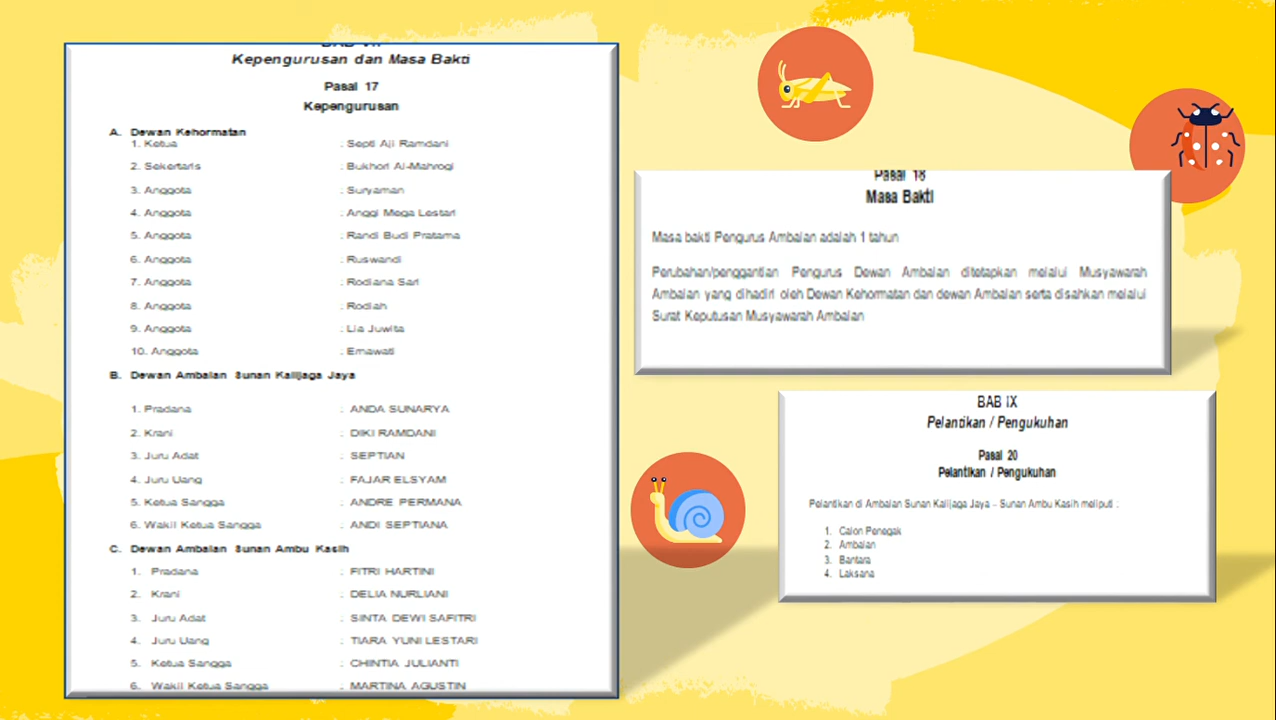 BAB VII
Kepengurusan dan Masa Bakti
Pasal 17
Kepengurusan
A. Dewan Kehormatan
1. Ketua : Septi Aji Ramdani
2. Sekertaris : Bukhori Al-Mahrogi
3. Anggota : Suryaman
4. Anggota : Anggi Mega Lestari
5. Anggota : Randi Budi Pratama
6. Anggota : Ruswandi
7. Anggota : Rodiana Sari
8. Anggota : Rodiah
9. Anggota : Lia Juwita
10. Anggota : Ernawati
B. Dewan Ambalan Sunan Kalijaga Jaya
1. Pradana : ANDA SUNARYA
2. Krani : DIKI RAMDANI
3. Juru Adat : SEPTIAN
4. Juru Uang : FAJAR ELSYAM
5. Ketua Sangga : ANDRE PERMANA
6. Wakil Ketua Sangga : ANDI SEPTIANA
C. Dewan Ambalan Sunan Ambu Kasih
1. Pradana : FITRI HARTINI
2. Krani : DELIA NURLIANI
3. Juru Adat : SINTA DEWI SAFITRI
4. Juru Uang : TIARA YUNI LESTARI
5. Ketua Sangga : CHINTIA JULIANTI
6. Wakil Ketua Sangga : MARTINA AGUSTIN
Pasal 18
Masa Bakti
Masa bakti Pengurus Ambalan adalah 1 tahun
Perubahan/penggantian Pengurus Dewan Ambalan ditetapkan melalui Musyawarah
Ambalan yang dihadiri oleh Dewan Kehormatan dan dewan Ambalan serta disahkan melalui
Surat Keputusan Musyawarah Ambalan
BAB IX
Pelantikan / Pengukuhan
Pasal 20
Pelantikan / Pengukuhan
Pelantikan di Ambalan Sunan Kalijaga Jaya – Sunan Ambu Kasih meliputi :
1. Calon Penegak
2. Ambalan
3. Bantara
4. Laksana